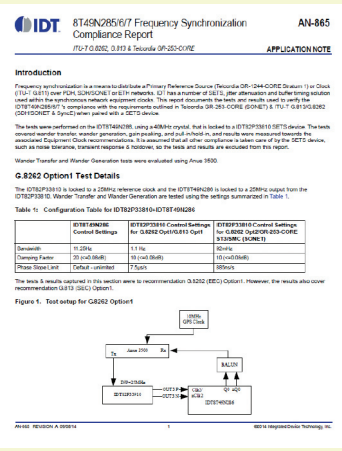 IDT
8T49N285/6/7 Frequency Synchronization
Compliance Report
AN-865
ITU-T G.8262, G.813 & Telcordia GR-253-CORE
APPLICATION NOTE
Introduction
Frequency synchronization is a means to distribute a Primary Reference Source (Telcordia GR-1244-CORE Stratum 1) or Clock
(ITU-T G.811) over PDH, SDH/SONET or ETH networks. IDT has a number of SETS, jitter attenuation and buffer timing solution
used within the synchronous network equipment clocks. This report documents the tests and results used to verify the
IDT8T49N285/6/7 's compliance with the requirements outlined in Telcordia GR-253-CORE (SONET) & ITU-T G.813/G.8262
(SDH/SONET & SyncE) when paired with a SETS device.
The tests were performed on the IDT8T49N286, using a 40MHz crystal, that is locked to a IDT82P33810 SETS device. The tests
covered wander transfer, wander generation, gain peaking, and pull-in/hold-in, and results were measured towards the
associated Equipment clock Recommendations. It is assumed that all other compliance is taken care of by the SETS device,
such as noise tolerance, transient response & holdover, so the tests and results are excluded from this report.
Wander Transfer and Wander Generation tests were evaluated using Anue 3500.
G.8262 Option1 Test Details
The IDT82P33810 is locked to a 25MHz reference clock and the IDT8T49N286 is locked to a 25MHz output from the
IDT82P33810. Wander Transfer and Wander Generation are tested using the settings summarized in Table 1.
Table 1: Configuration Table for IDT82P33810+IDT8T49N286
IDT8T49N286
Control Settings
IDT82P33810 Control Settings
for G.8262 Opt1/G.813 Opt1
IDT82P33810 Control Settings
for G.8262 Opt2/GR-253-CORE
S13/SMC (SONET)
Bandwidth 11.25Hz 1.1 Hz 92mHz
Damping Factor 20 (<=0.08dB) 10 (<=0.08dB) 10 (<=0.08dB)
Phase Slope Limit Default - unlimited 7.5μs/s 885ns/s
The tests & results captured in this section were to recommendation G.8262 (EEC) Option1. However, the results also cover
recommendation G.813 (SEC) Option1.
Figure 1. Test setup for G.8262 Option1
10MHz
GPS Clock
Tx Anue 3500 Rx
BALUN
IDT82P33810
OUT3 P
OUT3 N
CLK0
nCLK0
Q0 nQ0
IDT8T49N286
AN-865 REVISION A 09/08/14
1
©2014 Integrated Device Technology, Inc.